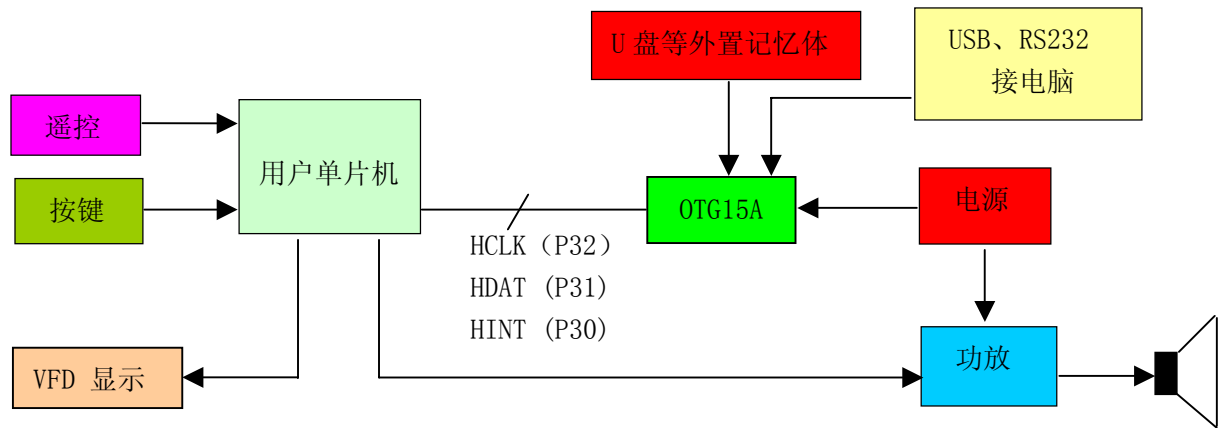 U 盘等外置记忆体
USB、RS232
接电脑
遥控
用户单片机
按键
OTG15A
电源
HCLK（P32）
HDAT (P31)
HINT (P30)
VFD 显示
功放